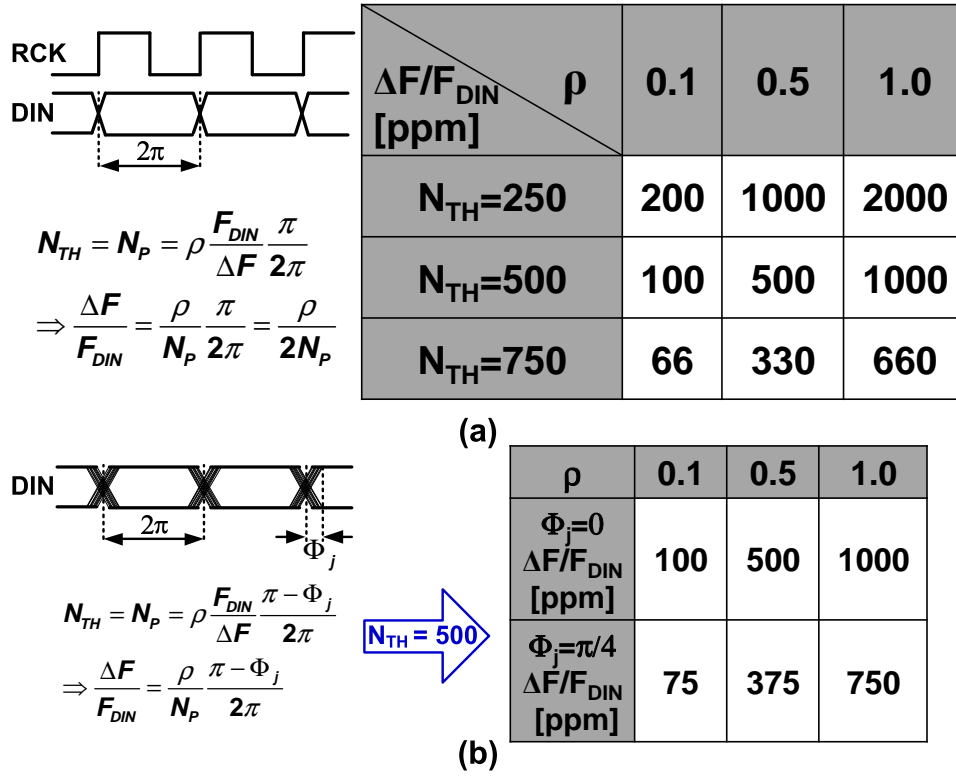 RCK
DIN
2π
N_TH = N_P = ρ F_DIN/ΔF π/2π
⇒ ΔF/F_DIN = ρ/N_P π/2π = ρ/2N_P
ΔF/F_DIN [ppm] ρ 0.1 0.5 1.0
N_TH=250 200 1000 2000
N_TH=500 100 500 1000
N_TH=750 66 330 660
(a)
DIN
2π
Φ_j
N_TH = N_P = ρ F_DIN/ΔF (π − Φ_j)/2π
⇒ ΔF/F_DIN = ρ/N_P (π − Φ_j)/2π
N_TH = 500
ρ 0.1 0.5 1.0
Φ_j=0 ΔF/F_DIN [ppm] 100 500 1000
Φ_j=π/4 ΔF/F_DIN [ppm] 75 375 750
(b)